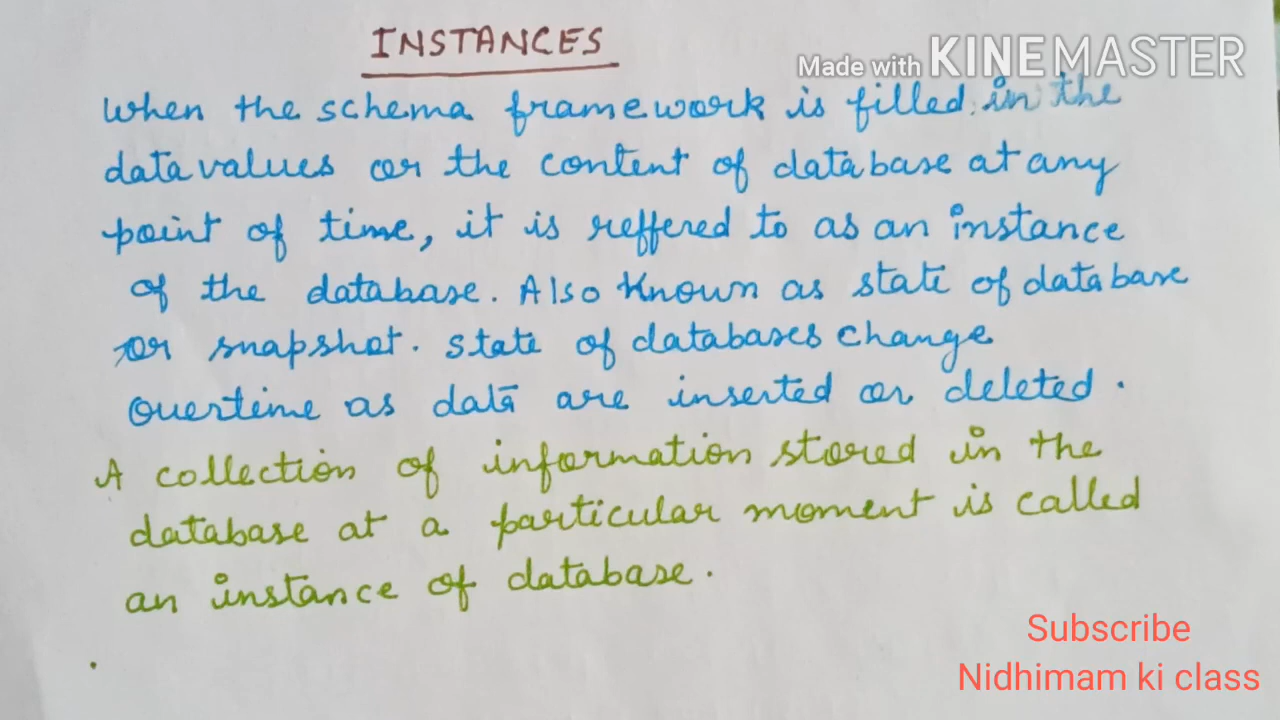 INSTANCES
Made with KINEMASTER
When the schema framework is filled in the
data values or the content of database at any
point of time, it is reffered to as an instance
of the database. Also known as state of database
or snapshot. state of databases change
overtime as data are inserted or deleted.
A collection of information stored in the
database at a particular moment is called
an instance of database.
Subscribe
Nidhimam ki class